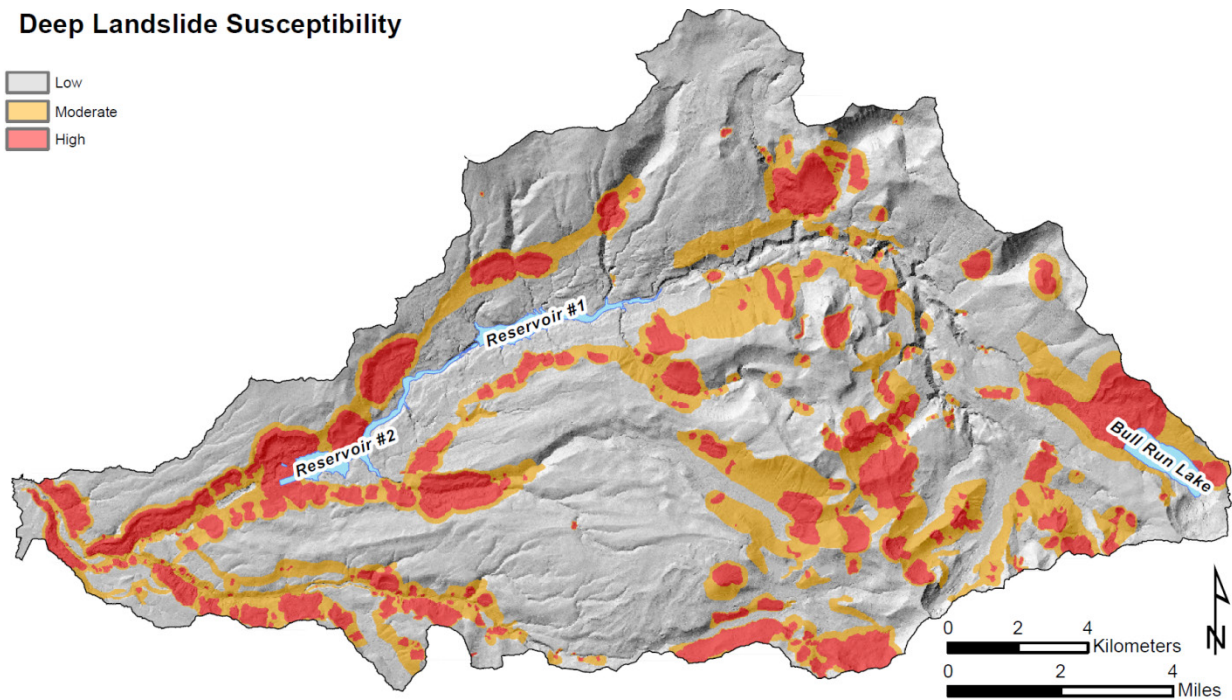 Deep Landslide Susceptibility
Low
Moderate
High
Reservoir #1
Reservoir #2
Bull Run Lake
N
0 2 4
Kilometers
0 2 4
Miles